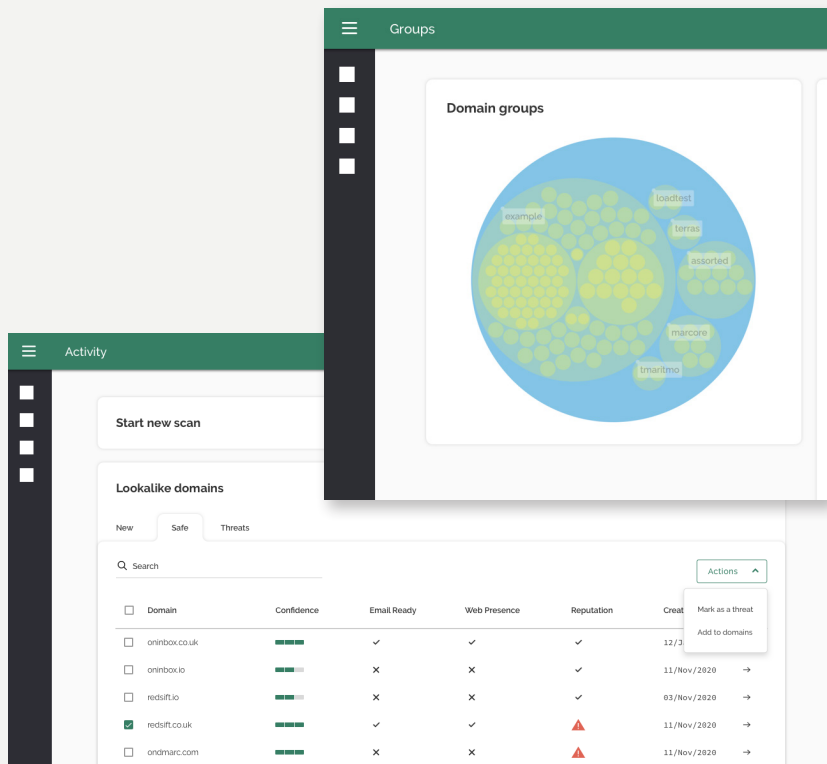 Groups
Domain groups
loadtest
example
terras
assorted
marcore
tmaritmo
Activity
Start new scan
Lookalike domains
New Safe Threats
Search
Actions
Mark as a threat
Add to domains
Domain Confidence Email Ready Web Presence Reputation Creat
oninbox.co.uk 12/J
oninbox.io 11/Nov/2020
redsift.io 03/Nov/2020
redsift.co.uk 11/Nov/2020
ondmarc.com 11/Nov/2020